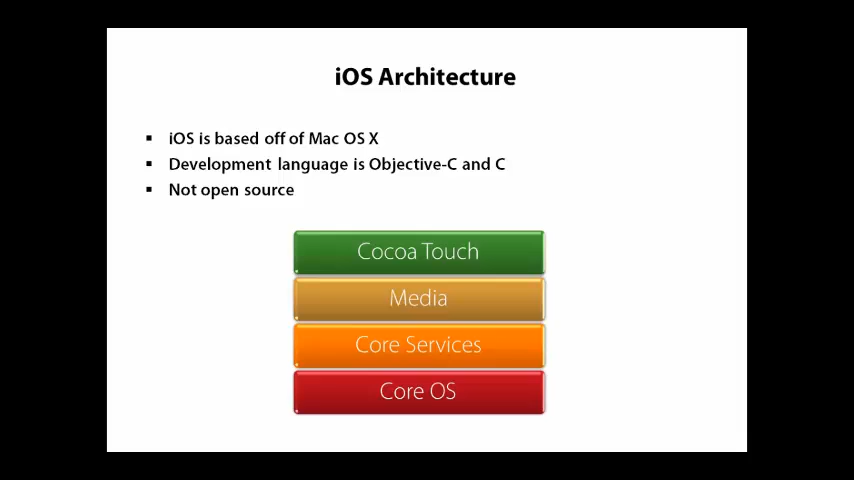 iOS Architecture
▪ iOS is based off of Mac OS X
▪ Development language is Objective-C and C
▪ Not open source
Cocoa Touch
Media
Core Services
Core OS